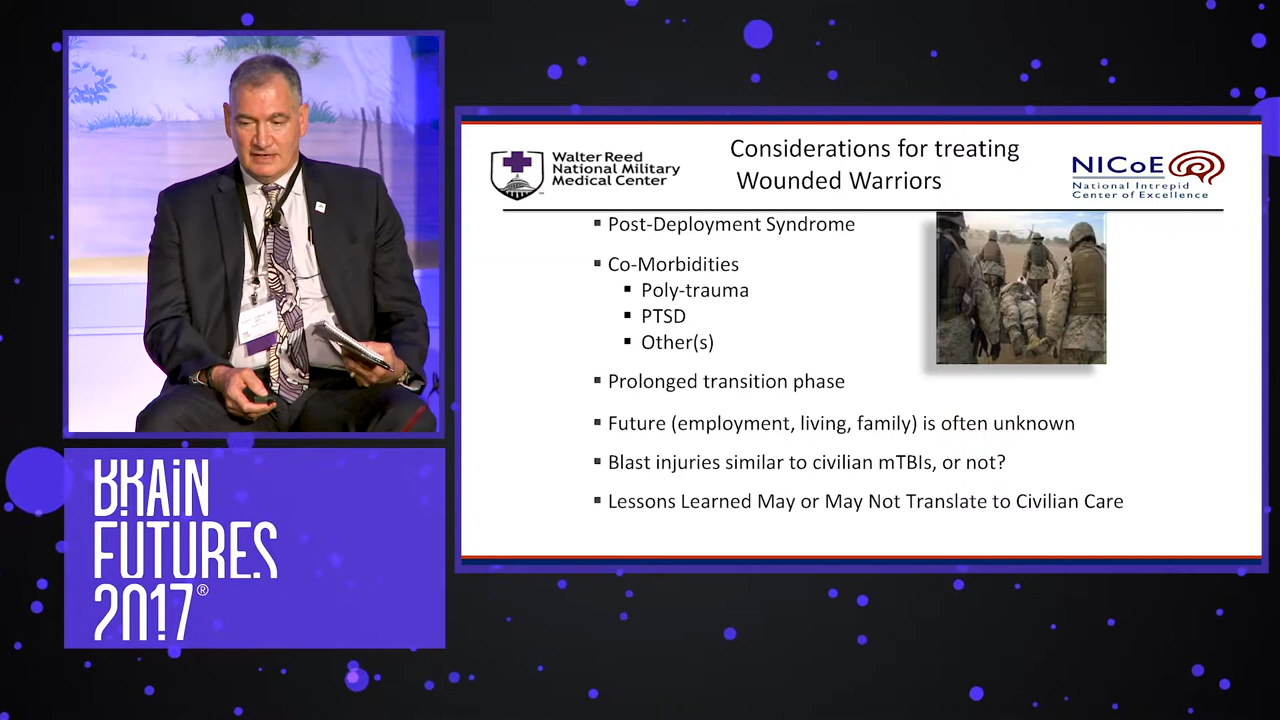 BRAIN
FUTURES
2017®
Walter Reed
National Military
Medical Center
Considerations for treating
Wounded Warriors
NICoE
National Intrepid
Center of Excellence
▪ Post-Deployment Syndrome
▪ Co-Morbidities
▪ Poly-trauma
▪ PTSD
▪ Other(s)
▪ Prolonged transition phase
▪ Future (employment, living, family) is often unknown
▪ Blast injuries similar to civilian mTBIs, or not?
▪ Lessons Learned May or May Not Translate to Civilian Care